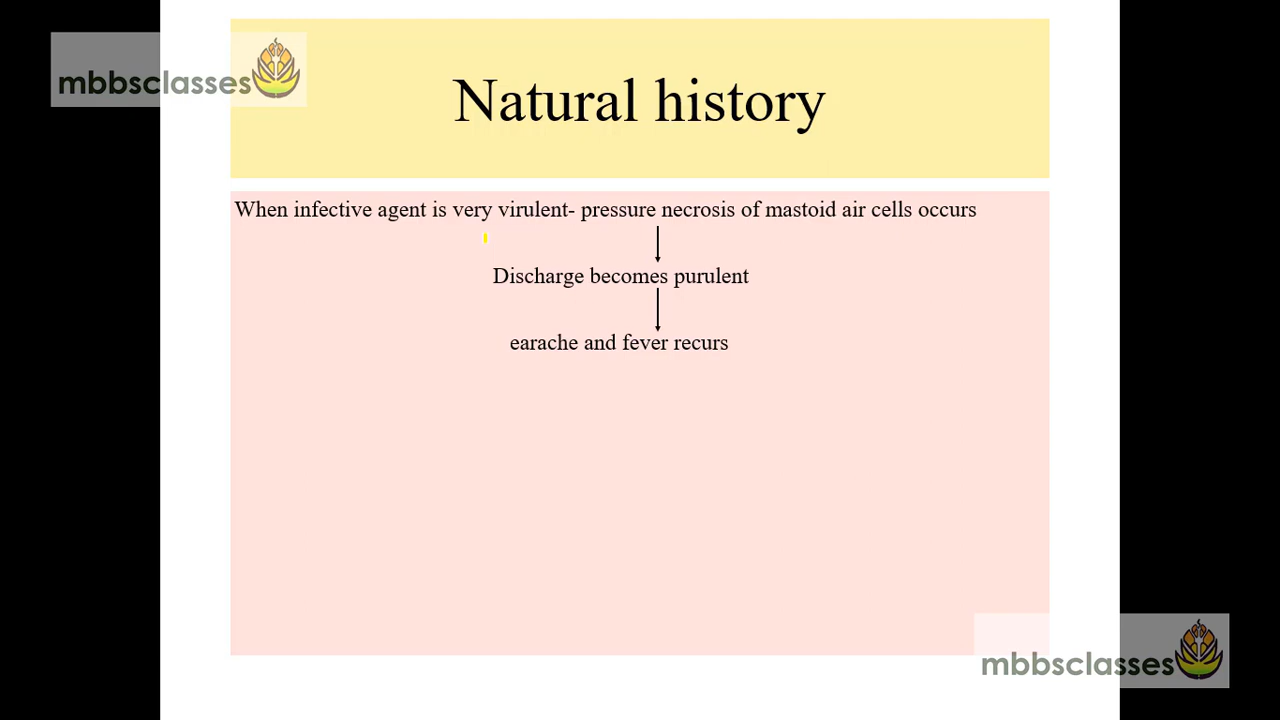 mbbsclasses
Natural history
When infective agent is very virulent- pressure necrosis of mastoid air cells occurs
Discharge becomes purulent
earache and fever recurs
mbbsclasses